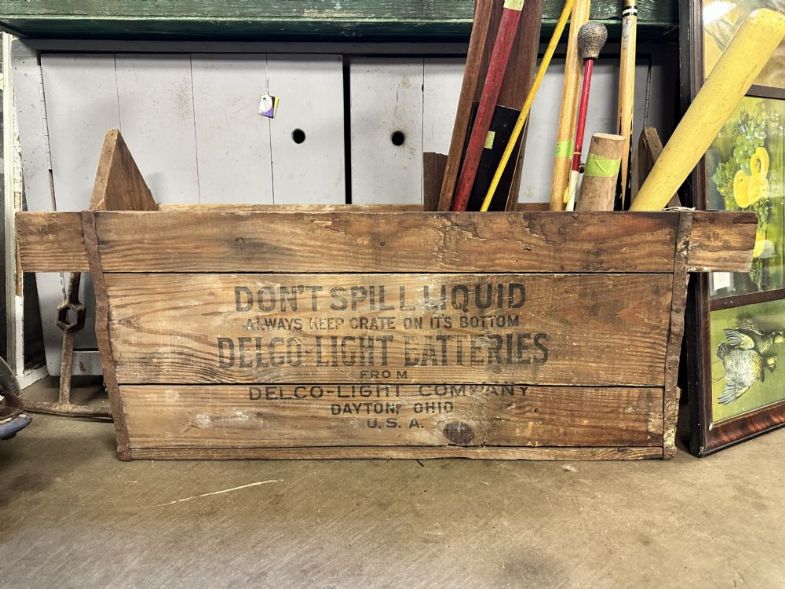 DON'T SPILL LIQUID
ALWAYS KEEP CRATE ON IT'S BOTTOM
DELCO-LIGHT BATTERIES
FROM
DELCO-LIGHT COMPANY
DAYTON, OHIO
U.S.A.